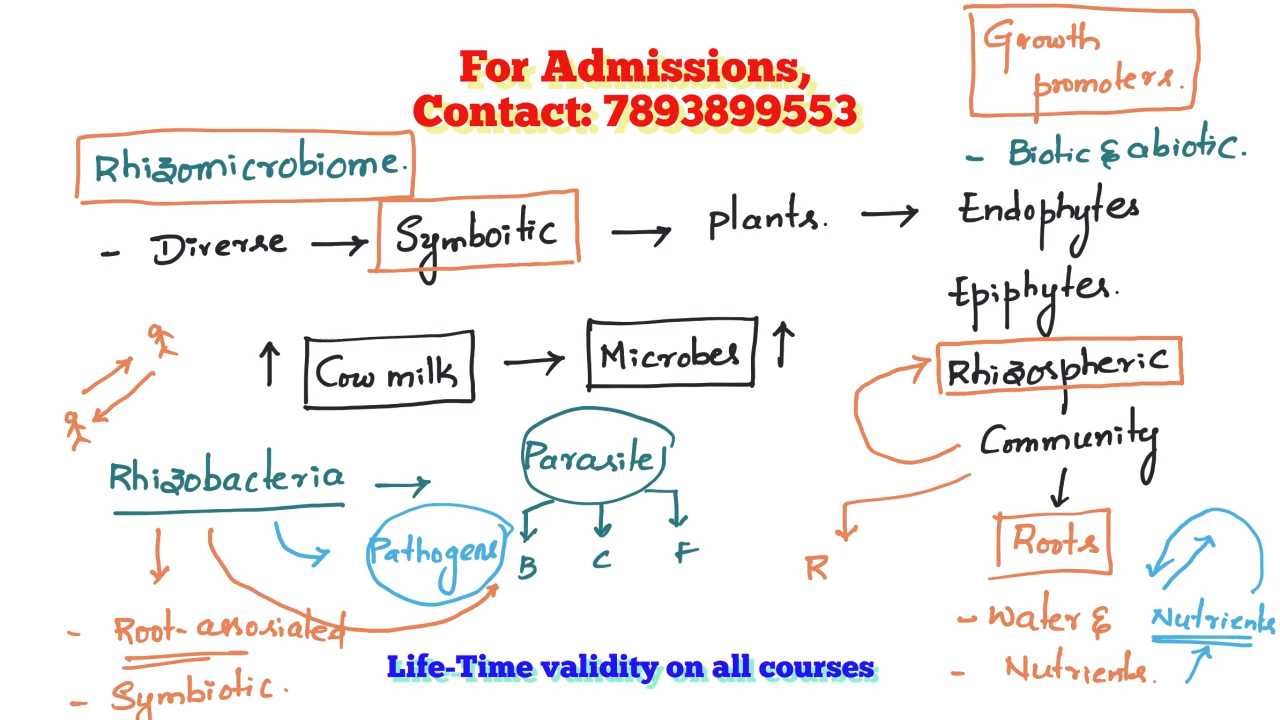 For Admissions,
Contact: 7893899553
Growth
promoters.
- Biotic & abiotic.
Rhizomicrobiome.
- Diverse → Symboitic → plants. → Endophytes
Epiphytes.
↑ Cow milk → Microbes ↑
Rhizospheric
Community
Roots
- Water &
- Nutrients.
Nutrients
R
Rhizobacteria →
Parasite
B C F
Pathogens
- Root-assosiated
- Symbiotic.
Life-Time validity on all courses